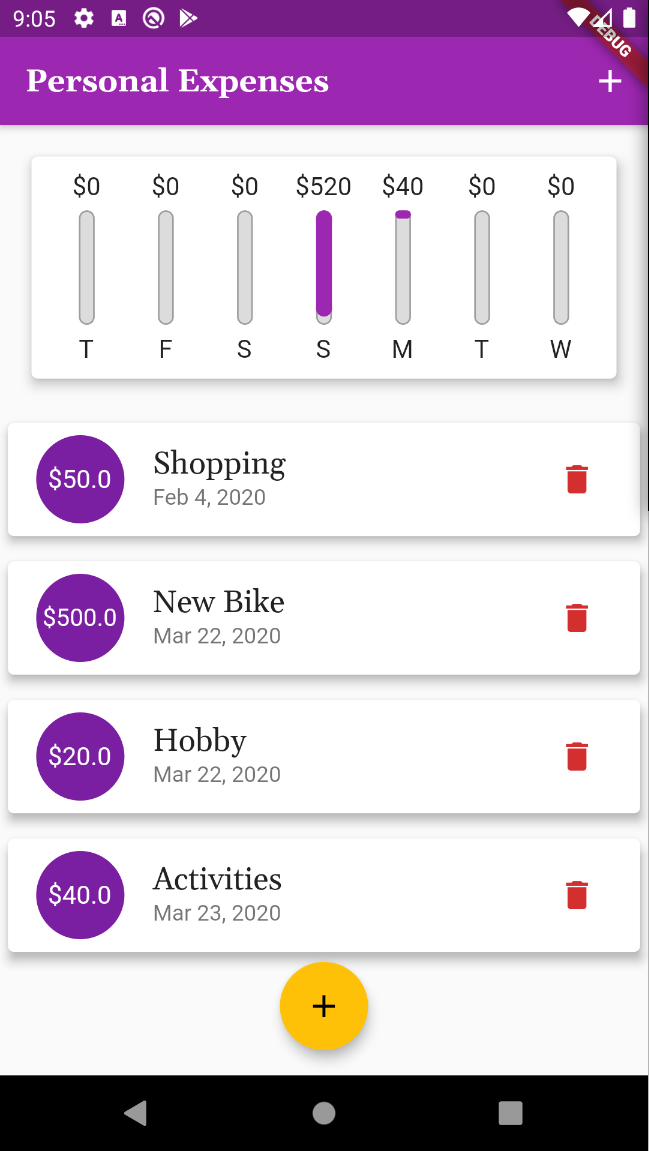 9:05
DEBUG
Personal Expenses
$0 $0 $0 $520 $40 $0 $0
T F S S M T W
$50.0
Shopping
Feb 4, 2020
$500.0
New Bike
Mar 22, 2020
$20.0
Hobby
Mar 22, 2020
$40.0
Activities
Mar 23, 2020